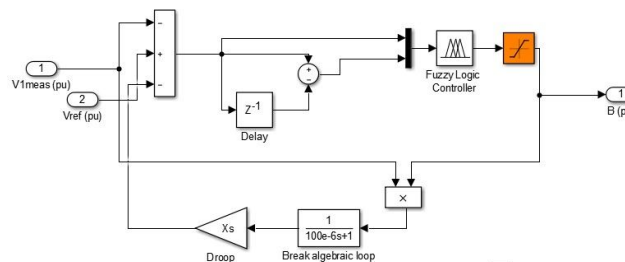 −
1
V1meas (pu)
+
2
Vref (pu)
−
Z-1
Delay
+
−
Fuzzy Logic
Controller
1
B (p
×
Xs
Droop
1
100e-6s+1
Break algebraic loop